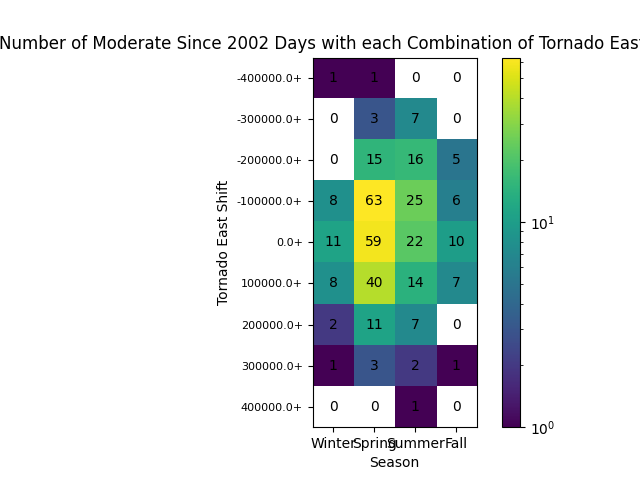 Number of Moderate Since 2002 Days with each Combination of Tornado East
-400000.0+ 1 1 0 0
-300000.0+ 0 3 7 0
-200000.0+ 0 15 16 5
-100000.0+ 8 63 25 6
0.0+ 11 59 22 10
100000.0+ 8 40 14 7
200000.0+ 2 11 7 0
300000.0+ 1 3 2 1
400000.0+ 0 0 1 0
Winter Spring Summer Fall
Season
Tornado East Shift
10¹
10⁰